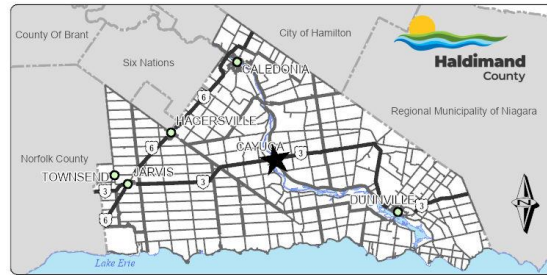 County Of Brant
City of Hamilton
Haldimand
County
Six Nations
CALEDONIA
6
Regional Municipality of Niagara
HAGERSVILLE
6
CAYUGA
3
Norfolk County
TOWNSEND
JARVIS
3
3
DUNNVILLE
3
6
Lake Erie
N